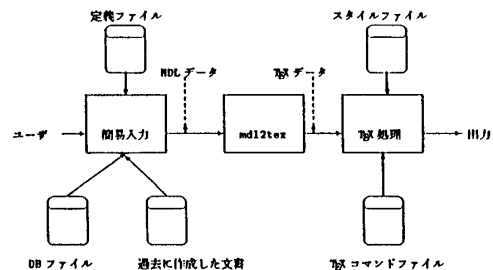 定義ファイル
スタイルファイル
MDL データ
TEX データ
ユーザ
簡易入力
mdl2tex
TEX 処理
出力
DB ファイル
過去に作成した文書
TEX コマンドファイル